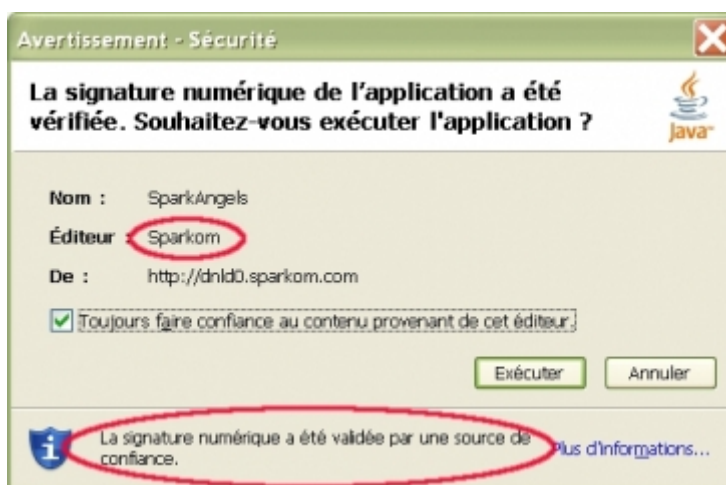 Avertissement - Sécurité
La signature numérique de l'application a été
vérifiée. Souhaitez-vous exécuter l'application ?
Java
Nom : SparkAngels
Éditeur : Sparkom
De : http://dnld0.sparkom.com
Toujours faire confiance au contenu provenant de cet éditeur.
Exécuter Annuler
La signature numérique a été validée par une source de
confiance.
Plus d'informations...